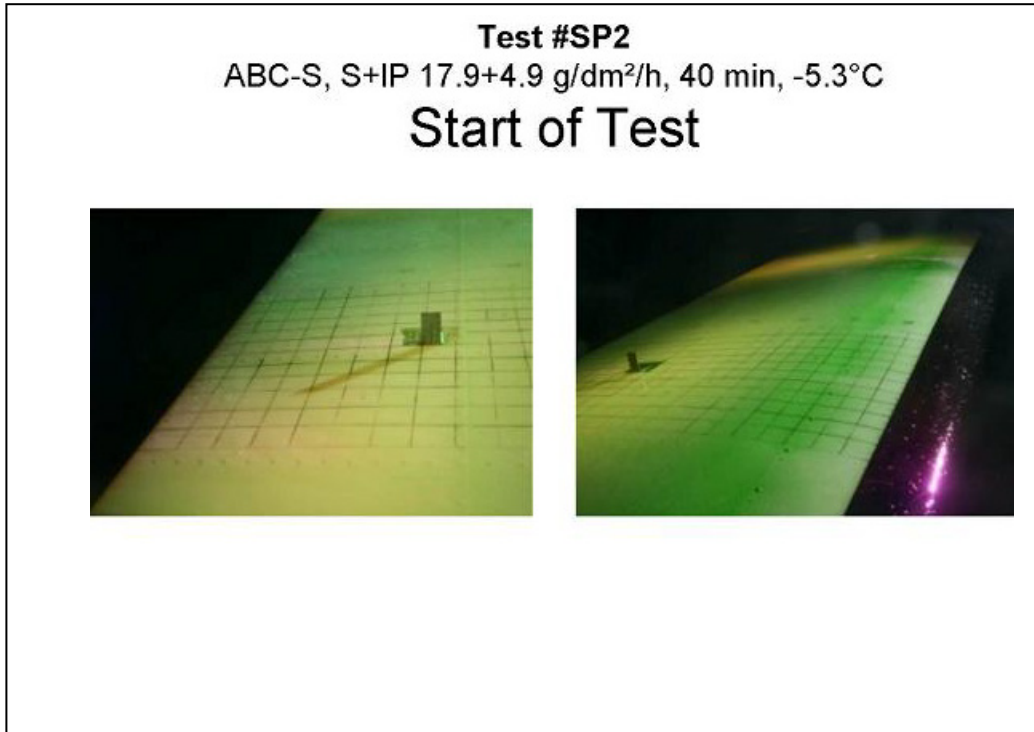 Test #SP2
ABC-S, S+IP 17.9+4.9 g/dm²/h, 40 min, -5.3°C
Start of Test